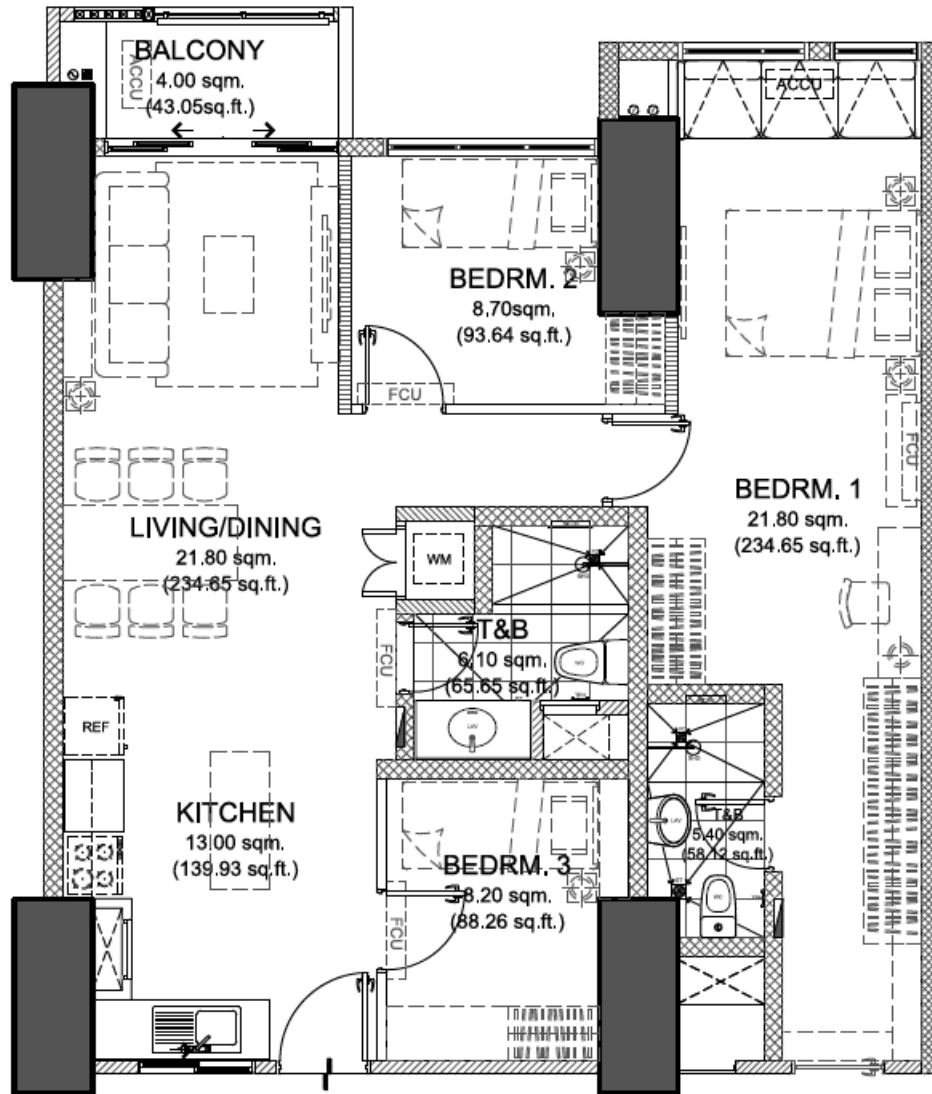 BALCONY
4.00 sqm.
(43.05sq.ft.)
ACCU
ACCU
BEDRM. 2
8.70sqm.
(93.64 sq.ft.)
FCU
FCU
BEDRM. 1
21.80 sqm.
(234.65 sq.ft.)
LIVING/DINING
21.80 sqm.
(234.65 sq.ft.)
WM
T&B
6.10 sqm.
(65.65 sq.ft.)
FCU
LAV
REF
KITCHEN
13.00 sqm.
(139.93 sq.ft.)
BEDRM. 3
8.20 sqm.
(88.26 sq.ft.)
FCU
LAV
T&B
5.40 sqm.
(58.12 sq.ft.)
WC